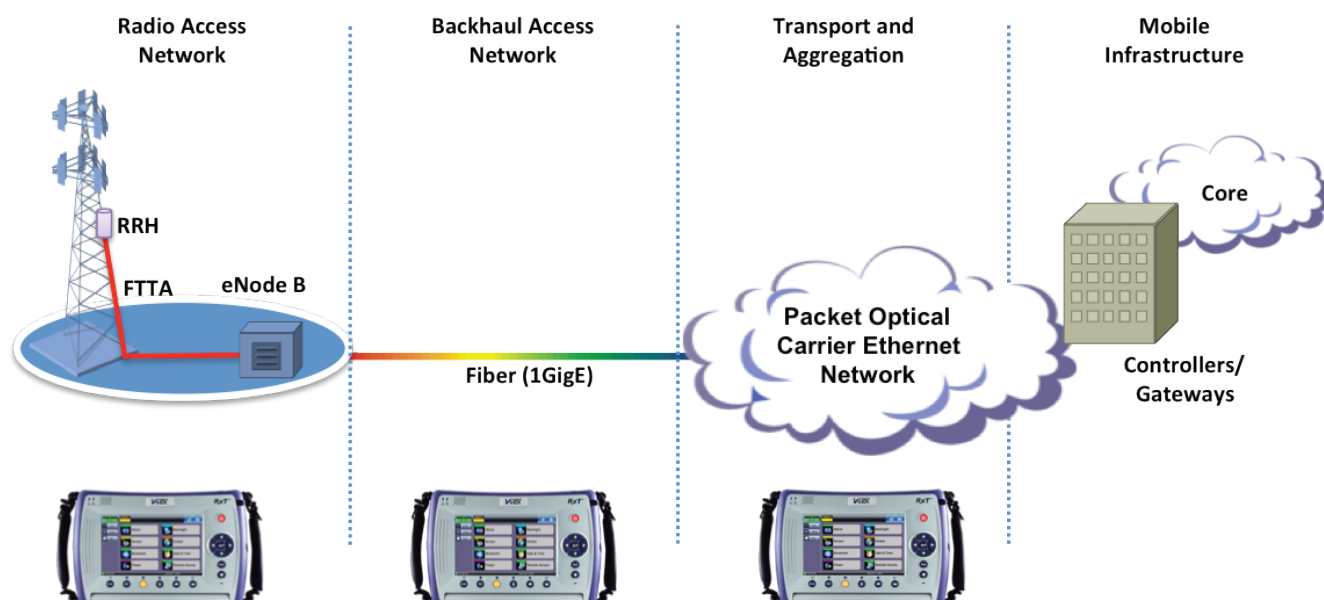 Radio Access
Network
Backhaul Access
Network
Transport and
Aggregation
Mobile
Infrastructure
RRH
FTTA
eNode B
Fiber (1GigE)
Packet Optical
Carrier Ethernet
Network
Core
Controllers/
Gateways
VeEX
RXT
VeEX
RXT
VeEX
RXT